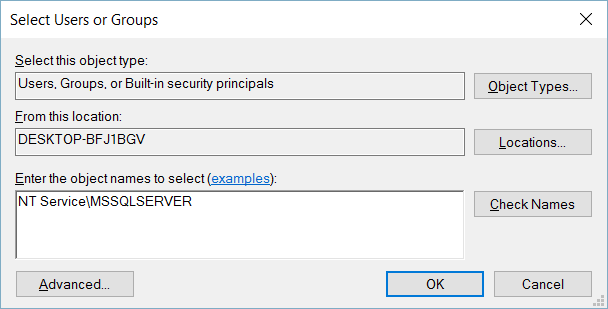 Select Users or Groups
Select this object type:
Users, Groups, or Built-in security principals
Object Types...
From this location:
DESKTOP-BFJ1BGV
Locations...
Enter the object names to select (examples):
NT Service\MSSQLSERVER
Check Names
Advanced...
OK
Cancel